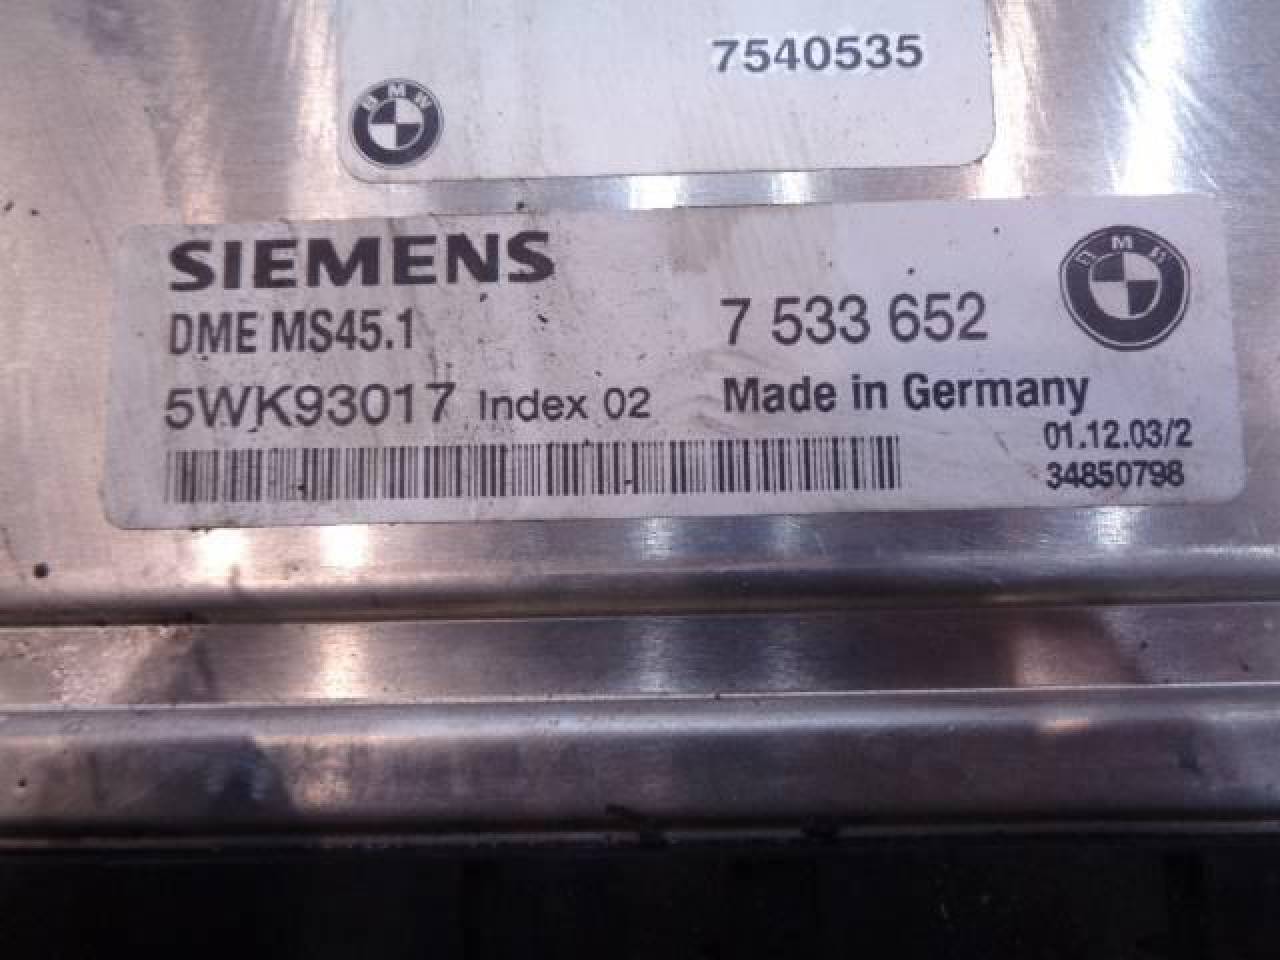 7540535
BMW
SIEMENS
DME MS45.1
7 533 652
BMW
5WK93017 Index 02
Made in Germany
01.12.03/2
34850798